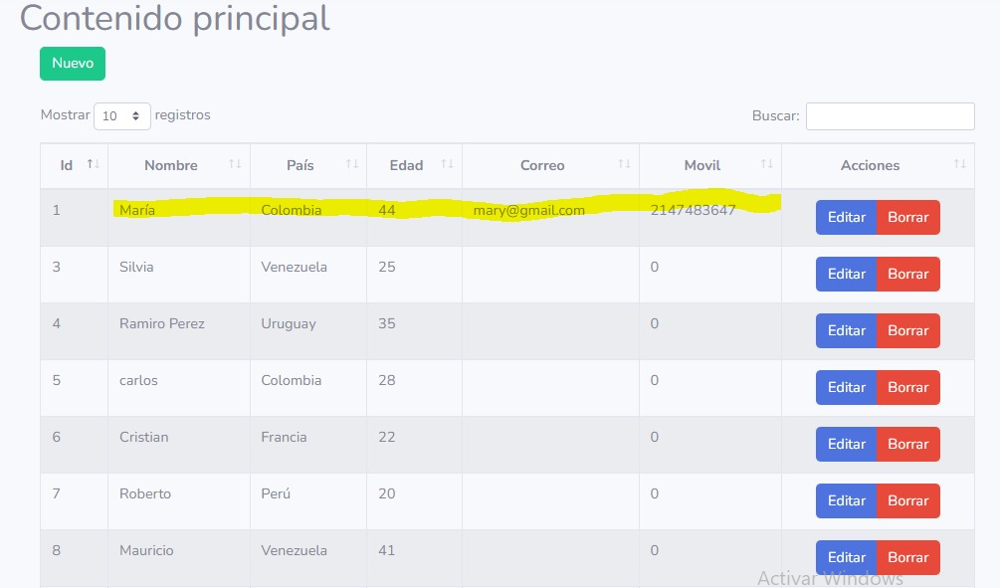 Contenido principal
Nuevo
Mostrar 10 registros Buscar:
Id Nombre País Edad Correo Movil Acciones
1 María Colombia 44 mary@gmail.com 2147483647 Editar Borrar
3 Silvia Venezuela 25 0 Editar Borrar
4 Ramiro Perez Uruguay 35 0 Editar Borrar
5 carlos Colombia 28 0 Editar Borrar
6 Cristian Francia 22 0 Editar Borrar
7 Roberto Perú 20 0 Editar Borrar
8 Mauricio Venezuela 41 0 Editar Borrar
Activar Windows